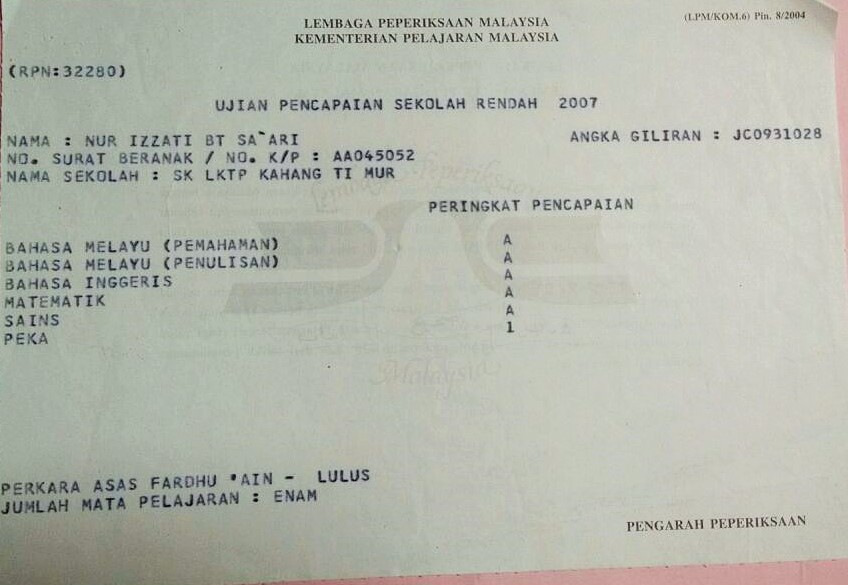 LEMBAGA PEPERIKSAAN MALAYSIA
KEMENTERIAN PELAJARAN MALAYSIA
(LPM/KOM.6) Pin. 8/2004
(RPN:32280)
UJIAN PENCAPAIAN SEKOLAH RENDAH 2007
NAMA : NUR IZZATI BT SA`ARI ANGKA GILIRAN : JC0931028
NO. SURAT BERANAK / NO. K/P : AA045052
NAMA SEKOLAH : SK LKTP KAHANG TI MUR
PERINGKAT PENCAPAIAN
BAHASA MELAYU (PEMAHAMAN) A
BAHASA MELAYU (PENULISAN) A
BAHASA INGGERIS A
MATEMATIK A
SAINS A
PEKA 1
Lembaga Peperiksaan
Malaysia
PERKARA ASAS FARDHU 'AIN - LULUS
JUMLAH MATA PELAJARAN : ENAM
PENGARAH PEPERIKSAAN